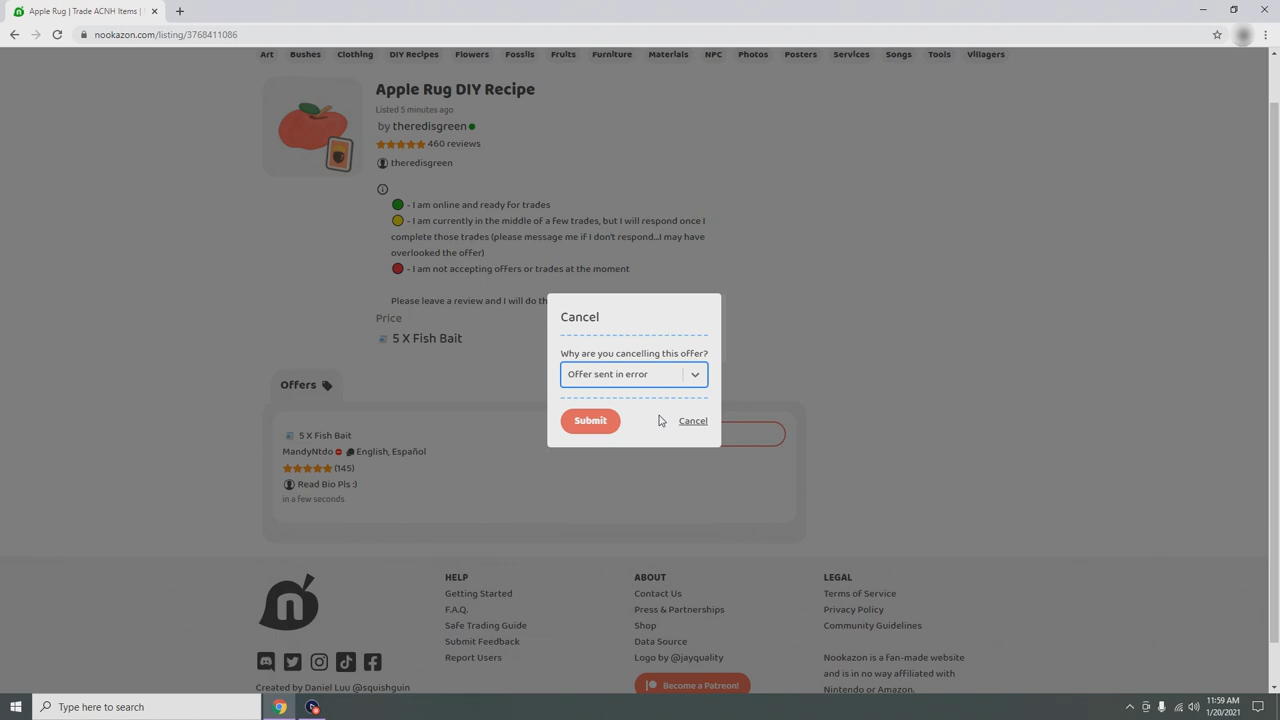 Nookazon | Trade ACNH Items |
nookazon.com/listing/3768411086
Art Bushes Clothing DIY Recipes Flowers Fossils Fruits Furniture Materials NPC Photos Posters Services Songs Tools Villagers
Apple Rug DIY Recipe
Listed 5 minutes ago
by theredisgreen
460 reviews
theredisgreen
- I am online and ready for trades
- I am currently in the middle of a few trades, but I will respond once I
complete those trades (please message me if I don't respond...I may have
overlooked the offer)
- I am not accepting offers or trades at the moment
Please leave a review and I will do th
Price
5 X Fish Bait
Cancel
Why are you cancelling this offer?
Offer sent in error
Submit Cancel
Offers
5 X Fish Bait
MandyNtdo English, Español
(145)
Read Bio Pls :)
in a few seconds
HELP
Getting Started
F.A.Q.
Safe Trading Guide
Submit Feedback
Report Users
ABOUT
Contact Us
Press & Partnerships
Shop
Data Source
Logo by @jayquality
Become a Patreon!
LEGAL
Terms of Service
Privacy Policy
Community Guidelines
Nookazon is a fan-made website
and is in no way affiliated with
Nintendo or Amazon.
n
Created by Daniel Luu @squishguin
Type here to search
11:59 AM
1/20/2021